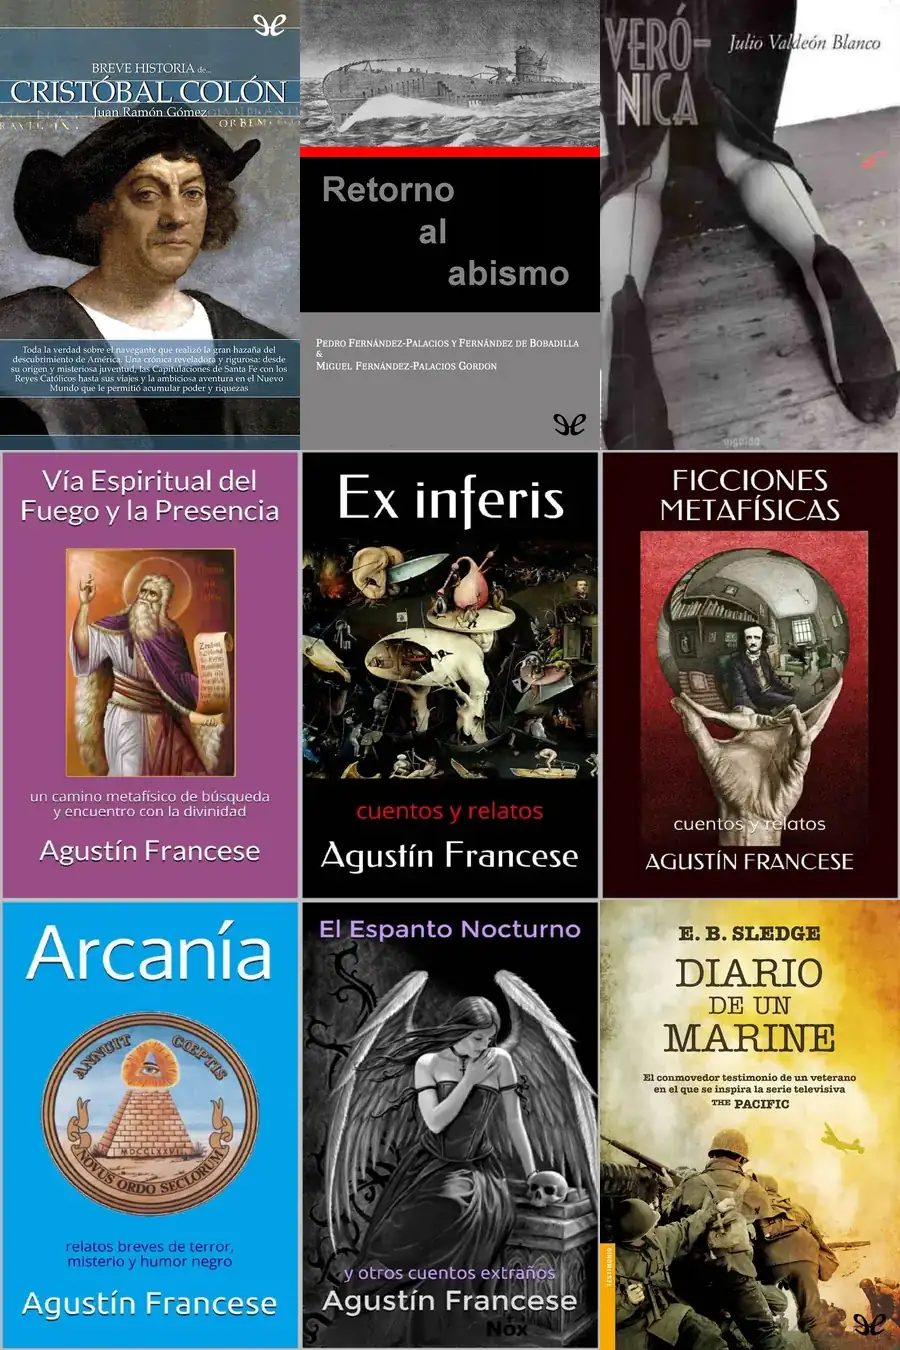 BREVE HISTORIA de...
CRISTÓBAL COLÓN
Juan Ramón Gómez
ORBEM
Toda la verdad sobre el navegante que realizó la gran hazaña del
descubrimiento de América. Una crónica reveladora y rigurosa: desde
su origen y misteriosa juventud, las Capitulaciones de Santa Fe con los
Reyes Católicos hasta sus viajes y la ambiciosa aventura en el Nuevo
Mundo que le permitió acumular poder y riquezas
Retorno
al
abismo
PEDRO FERNÁNDEZ-PALACIOS Y FERNÁNDEZ DE BOBADILLA
&
MIGUEL FERNÁNDEZ-PALACIOS GORDON
VERÓ-
NICA
Julio Valdeón Blanco
algaida
Vía Espiritual del
Fuego y la Presencia
un camino metafísico de búsqueda
y encuentro con la divinidad
Agustín Francese
Ex inferis
cuentos y relatos
Agustín Francese
FICCIONES
METAFÍSICAS
cuentos y relatos
AGUSTÍN FRANCESE
Arcanía
ANNUIT CŒPTIS
MDCCLXXVI
NOVUS ORDO SECLORUM
relatos breves de terror,
misterio y humor negro
Agustín Francese
El Espanto Nocturno
y otros cuentos extraños
Agustín Francese
Nox
E. B. SLEDGE
DIARIO
DE UN
MARINE
El conmovedor testimonio de un veterano
en el que se inspira la serie televisiva
THE PACIFIC
TESTIMONIO